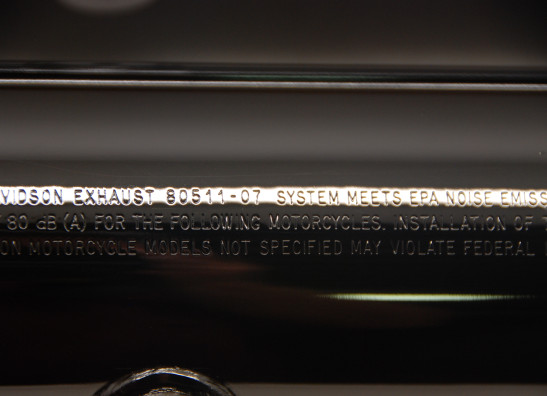 VIDSON EXHAUST 80511-07 SYSTEM MEETS EPA NOISE EMISS
80 dB (A) FOR THE FOLLOWING MOTORCYCLES. INSTALLATION OF
ON MOTORCYCLE MODELS NOT SPECIFIED MAY VIOLATE FEDERAL